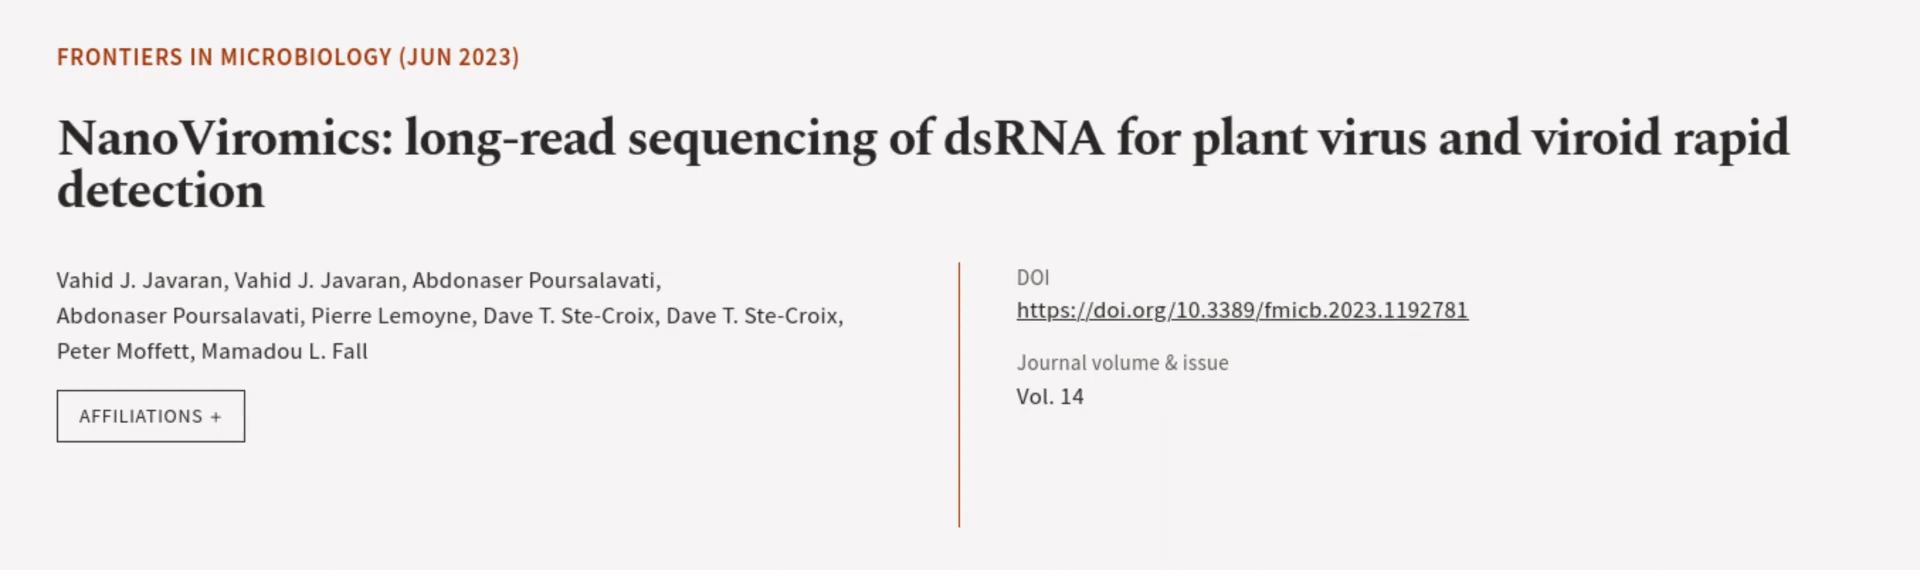 FRONTIERS IN MICROBIOLOGY (JUN 2023)
NanoViromics: long-read sequencing of dsRNA for plant virus and viroid rapid
detection
Vahid J. Javaran, Vahid J. Javaran, Abdonaser Poursalavati,
Abdonaser Poursalavati, Pierre Lemoyne, Dave T. Ste-Croix, Dave T. Ste-Croix,
Peter Moffett, Mamadou L. Fall
AFFILIATIONS +
DOI
https://doi.org/10.3389/fmicb.2023.1192781
Journal volume & issue
Vol. 14